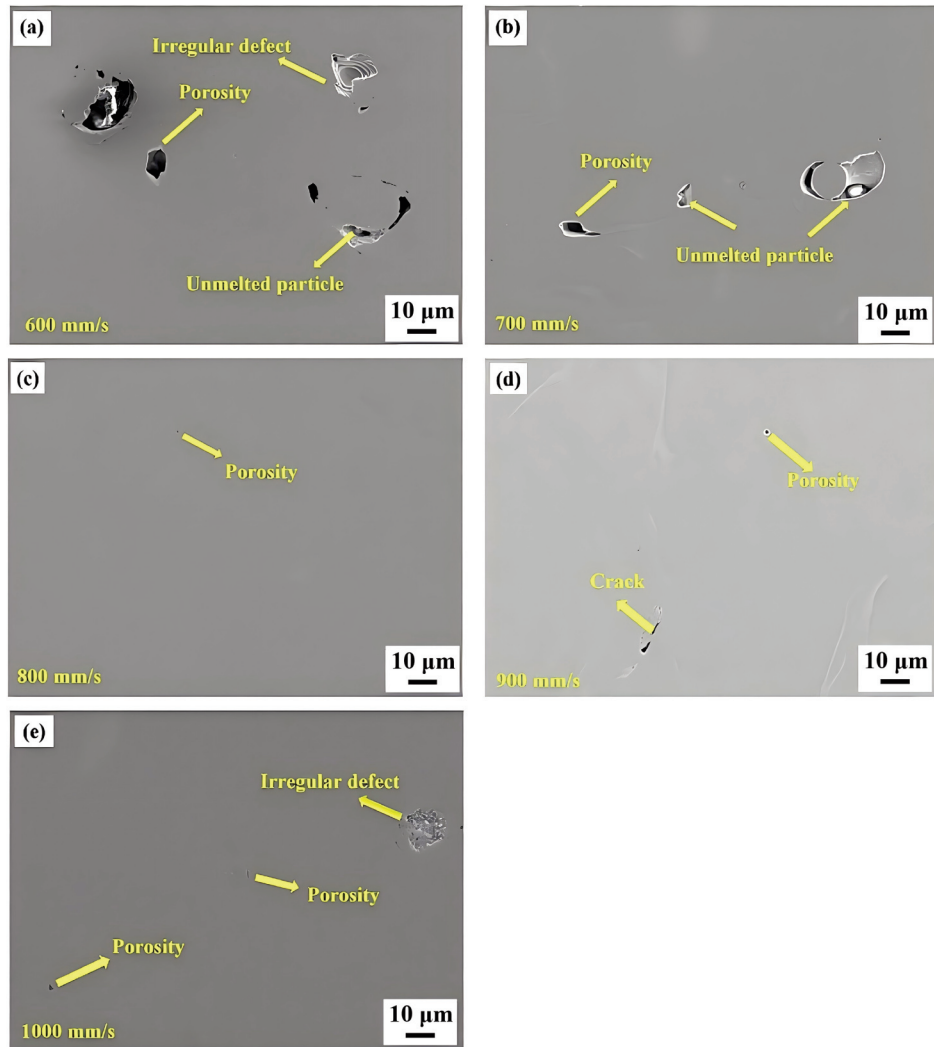 (a)
Irregular defect
Porosity
Unmelted particle
600 mm/s
10 μm
(b)
Porosity
Unmelted particle
700 mm/s
10 μm
(c)
Porosity
800 mm/s
10 μm
(d)
Porosity
Crack
900 mm/s
10 μm
(e)
Irregular defect
Porosity
Porosity
1000 mm/s
10 μm